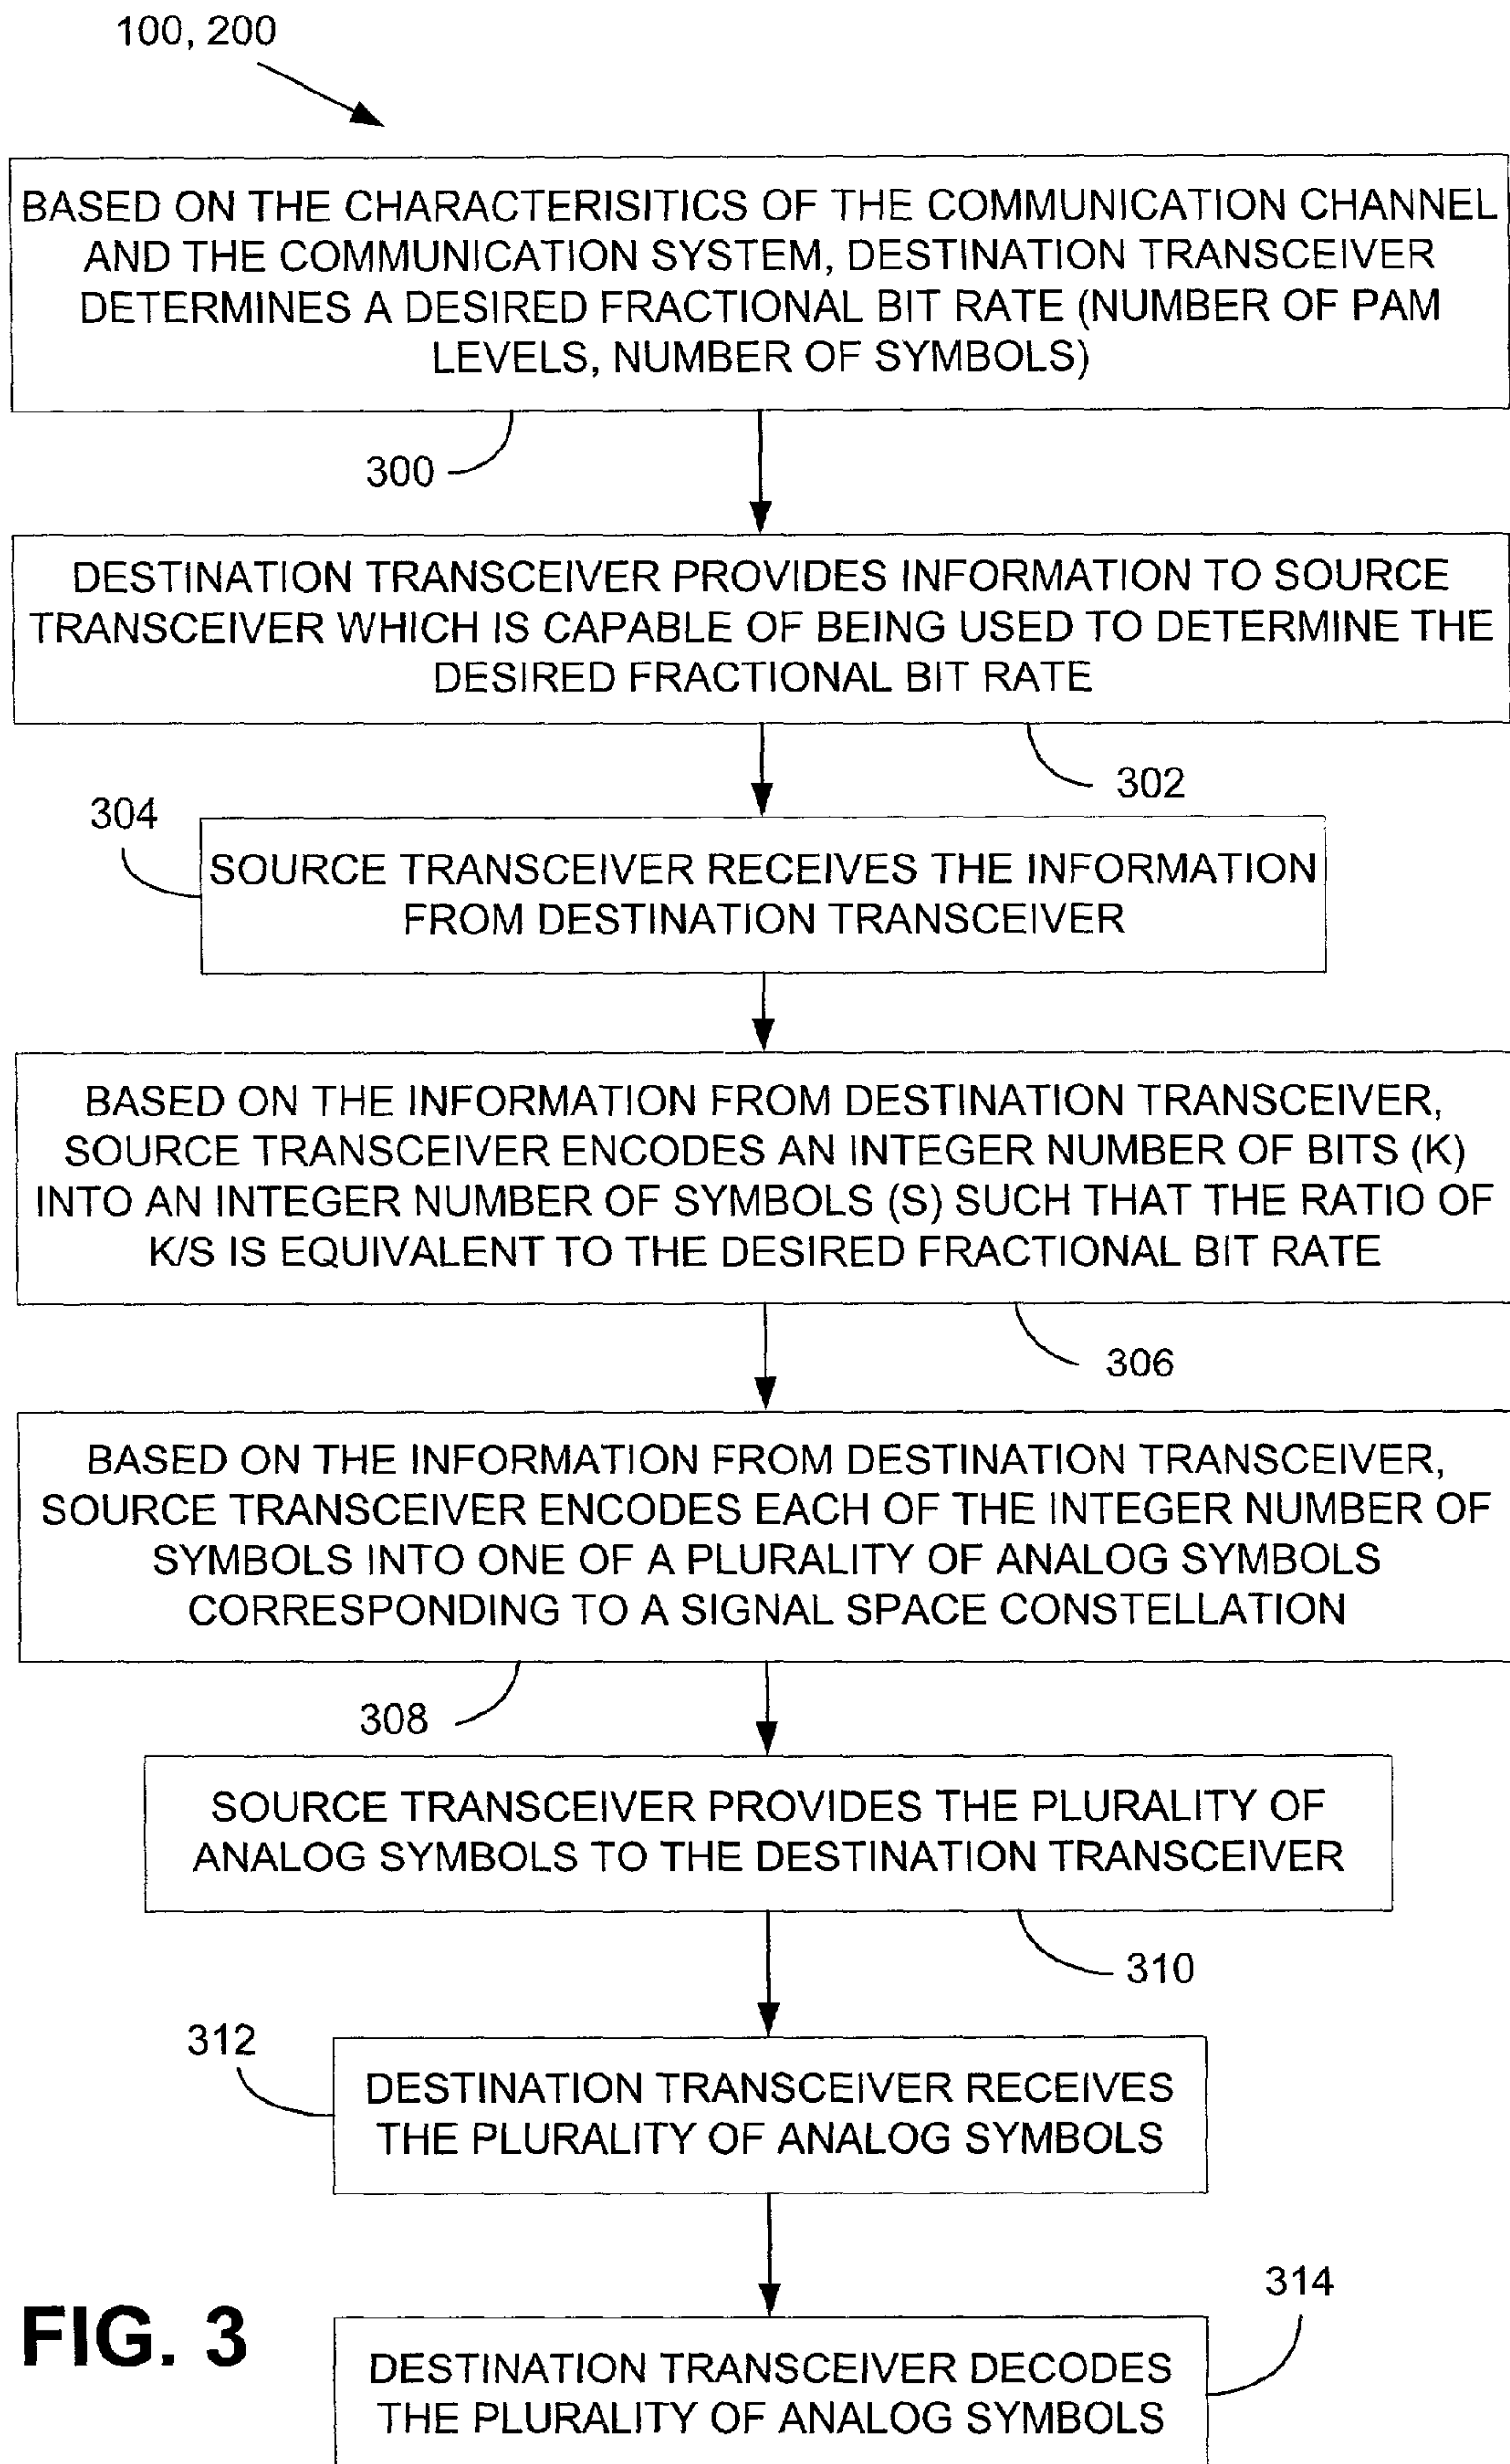 100, 200
BASED ON THE CHARACTERISITICS OF THE COMMUNICATION CHANNEL
AND THE COMMUNICATION SYSTEM, DESTINATION TRANSCEIVER
DETERMINES A DESIRED FRACTIONAL BIT RATE (NUMBER OF PAM
LEVELS, NUMBER OF SYMBOLS)
300
DESTINATION TRANSCEIVER PROVIDES INFORMATION TO SOURCE
TRANSCEIVER WHICH IS CAPABLE OF BEING USED TO DETERMINE THE
DESIRED FRACTIONAL BIT RATE
302
304
SOURCE TRANSCEIVER RECEIVES THE INFORMATION
FROM DESTINATION TRANSCEIVER
BASED ON THE INFORMATION FROM DESTINATION TRANSCEIVER,
SOURCE TRANSCEIVER ENCODES AN INTEGER NUMBER OF BITS (K)
INTO AN INTEGER NUMBER OF SYMBOLS (S) SUCH THAT THE RATIO OF
K/S IS EQUIVALENT TO THE DESIRED FRACTIONAL BIT RATE
306
BASED ON THE INFORMATION FROM DESTINATION TRANSCEIVER,
SOURCE TRANSCEIVER ENCODES EACH OF THE INTEGER NUMBER OF
SYMBOLS INTO ONE OF A PLURALITY OF ANALOG SYMBOLS
CORRESPONDING TO A SIGNAL SPACE CONSTELLATION
308
SOURCE TRANSCEIVER PROVIDES THE PLURALITY OF
ANALOG SYMBOLS TO THE DESTINATION TRANSCEIVER
310
312
DESTINATION TRANSCEIVER RECEIVES
THE PLURALITY OF ANALOG SYMBOLS
314
FIG. 3
DESTINATION TRANSCEIVER DECODES
THE PLURALITY OF ANALOG SYMBOLS